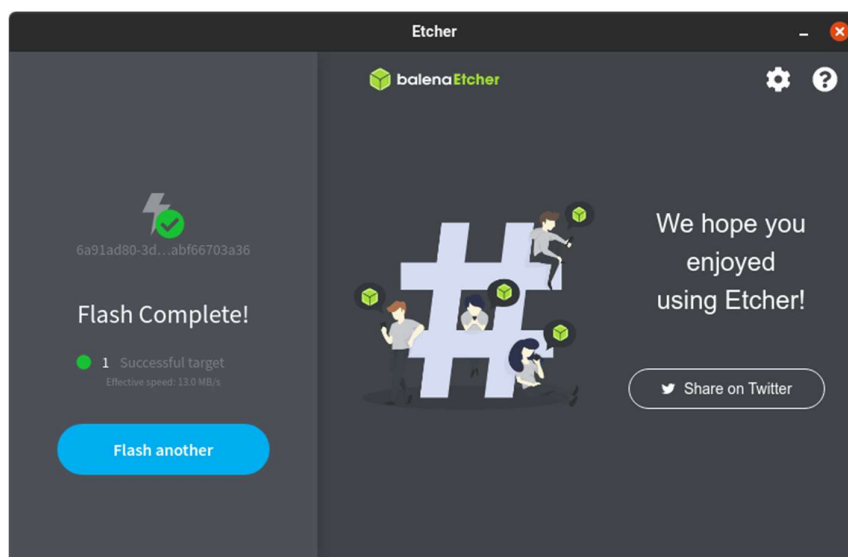 Etcher
balenaEtcher
6a91ad80-3d...abf66703a36
Flash Complete!
1 Successful target
Effective speed: 13.0 MB/s
Flash another
We hope you
enjoyed
using Etcher!
Share on Twitter